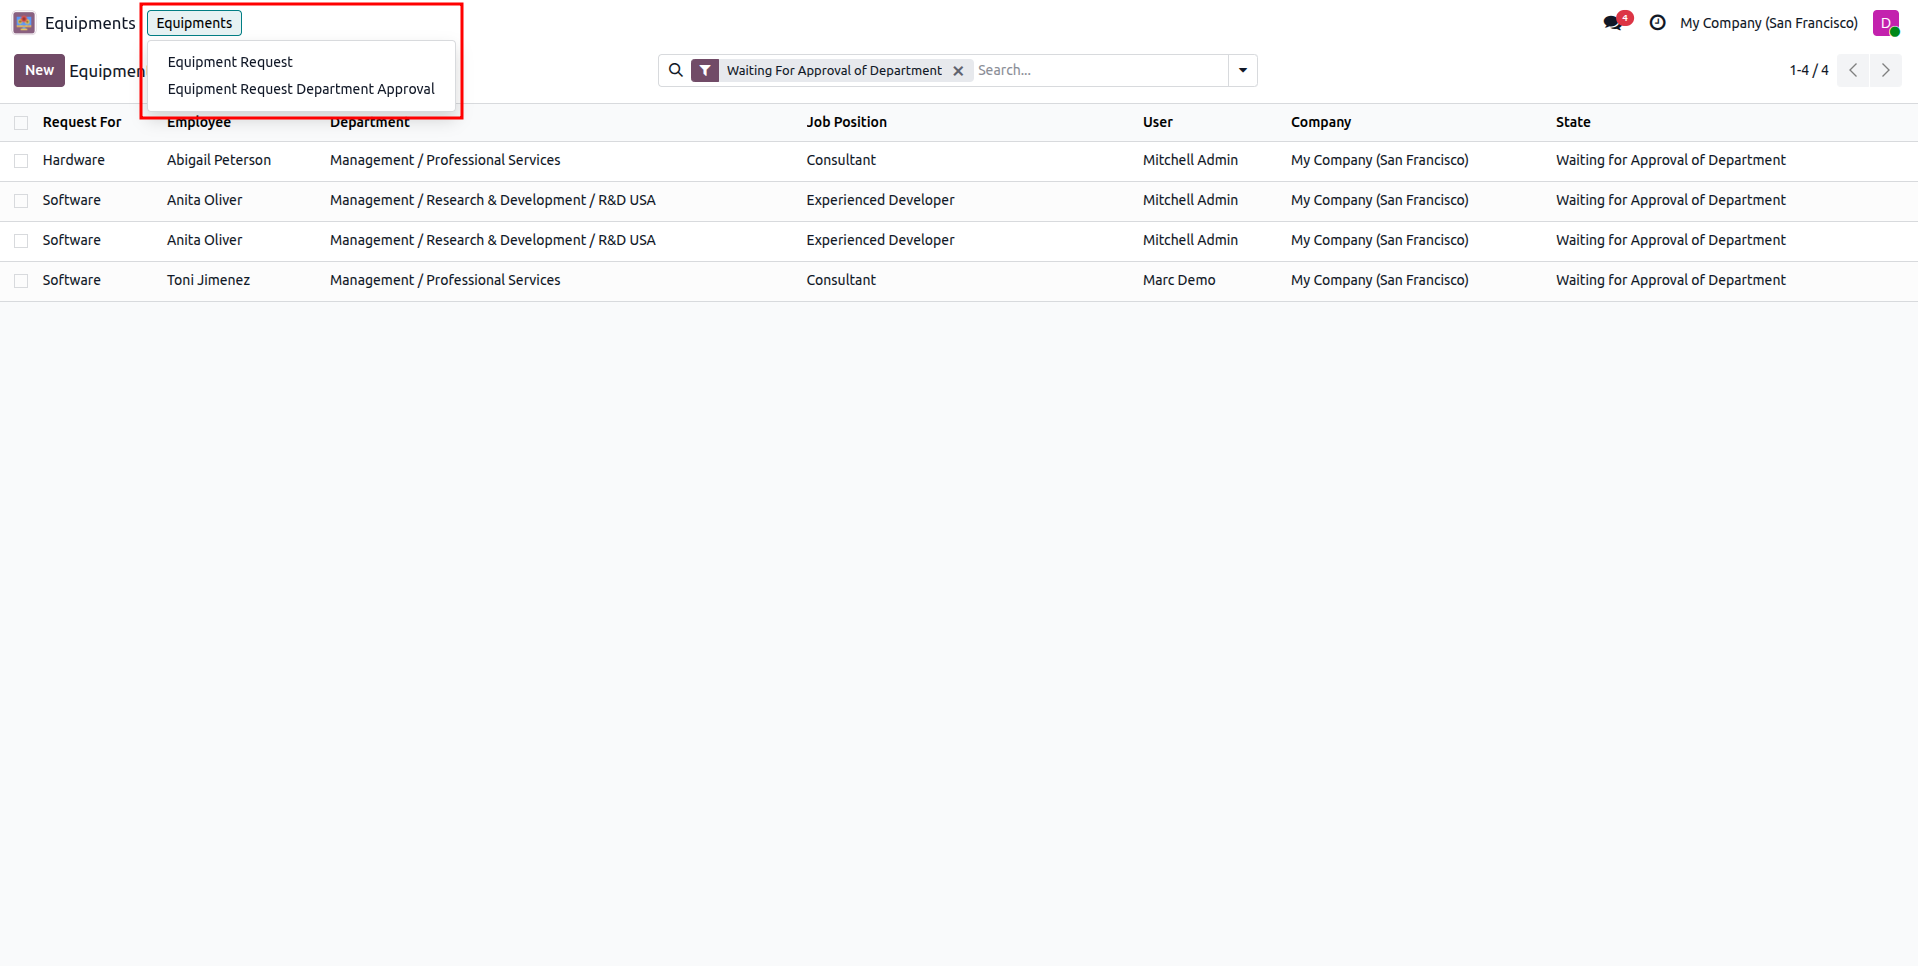 Equipments Equipments 4 My Company (San Francisco) D
Equipment Request
Equipment Request Department Approval
New Equipmen Waiting For Approval of Department Search... 1-4 / 4
Request For Employee Department Job Position User Company State
Hardware Abigail Peterson Management / Professional Services Consultant Mitchell Admin My Company (San Francisco) Waiting for Approval of Department
Software Anita Oliver Management / Research & Development / R&D USA Experienced Developer Mitchell Admin My Company (San Francisco) Waiting for Approval of Department
Software Anita Oliver Management / Research & Development / R&D USA Experienced Developer Mitchell Admin My Company (San Francisco) Waiting for Approval of Department
Software Toni Jimenez Management / Professional Services Consultant Marc Demo My Company (San Francisco) Waiting for Approval of Department